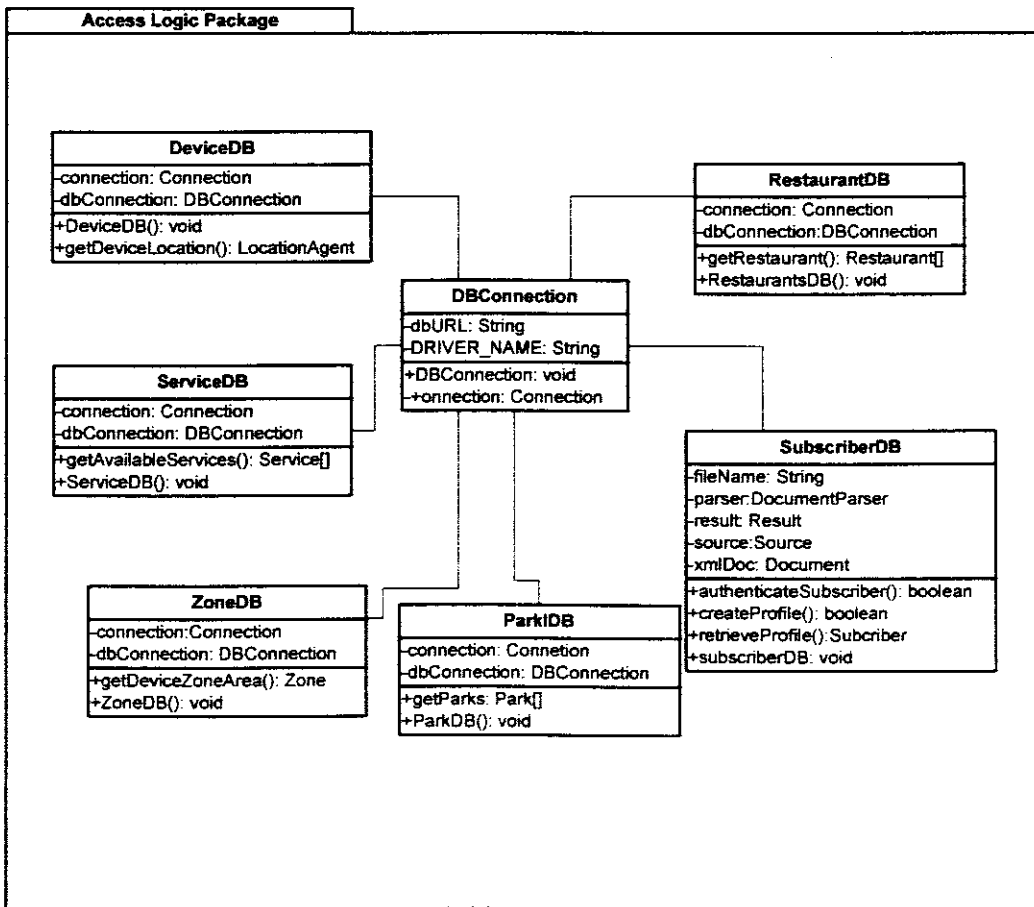 Access Logic Package
DeviceDB
-connection: Connection
-dbConnection: DBConnection
+DeviceDB(): void
+getDeviceLocation(): LocationAgent
RestaurantDB
-connection: Connection
-dbConnection:DBConnection
+getRestaurant(): Restaurant[]
+RestaurantsDB(): void
DBConnection
-dbURL: String
-DRIVER_NAME: String
+DBConnection: void
-+onnection: Connection
ServiceDB
-connection: Connection
-dbConnection: DBConnection
+getAvailableServices(): Service[]
+ServiceDB(): void
SubscriberDB
-fileName: String
-parser:DocumentParser
-result: Result
-source:Source
-xmlDoc: Document
+authenticateSubscriber(): boolean
+createProfile(): boolean
+retrieveProfile():Subcriber
+subscriberDB: void
ZoneDB
-connection:Connection
-dbConnection: DBConnection
+getDeviceZoneArea(): Zone
+ZoneDB(): void
ParklDB
-connection: Connetion
-dbConnection: DBConnection
+getParks: Park[]
+ParkDB(): void